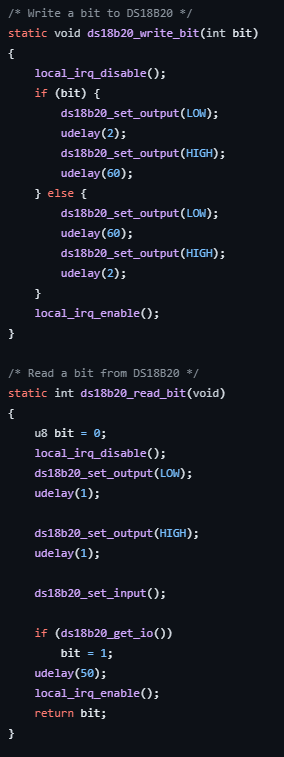 /* Write a bit to DS18B20 */
static void ds18b20_write_bit(int bit)
{
    local_irq_disable();
    if (bit) {
        ds18b20_set_output(LOW);
        udelay(2);
        ds18b20_set_output(HIGH);
        udelay(60);
    } else {
        ds18b20_set_output(LOW);
        udelay(60);
        ds18b20_set_output(HIGH);
        udelay(2);
    }
    local_irq_enable();
}

/* Read a bit from DS18B20 */
static int ds18b20_read_bit(void)
{
    u8 bit = 0;
    local_irq_disable();
    ds18b20_set_output(LOW);
    udelay(1);

    ds18b20_set_output(HIGH);
    udelay(1);

    ds18b20_set_input();

    if (ds18b20_get_io())
        bit = 1;
    udelay(50);
    local_irq_enable();
    return bit;
}